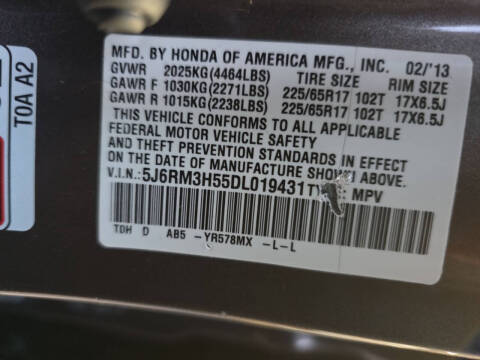 MFD. BY HONDA OF AMERICA MFG., INC. 02/'13
GVWR 2025KG(4464LBS) TIRE SIZE RIM SIZE
GAWR F 1030KG(2271LBS) 225/65R17 102T 17X6.5J
GAWR R 1015KG(2238LBS) 225/65R17 102T 17X6.5J
THIS VEHICLE CONFORMS TO ALL APPLICABLE
FEDERAL MOTOR VEHICLE SAFETY
AND THEFT PREVENTION STANDARDS IN EFFECT
ON THE DATE OF MANUFACTURE SHOWN ABOVE.
V.I.N.: 5J6RM3H55DL019431 MPV
TDH D AB5 -YR578MX -L-L
TOA A2